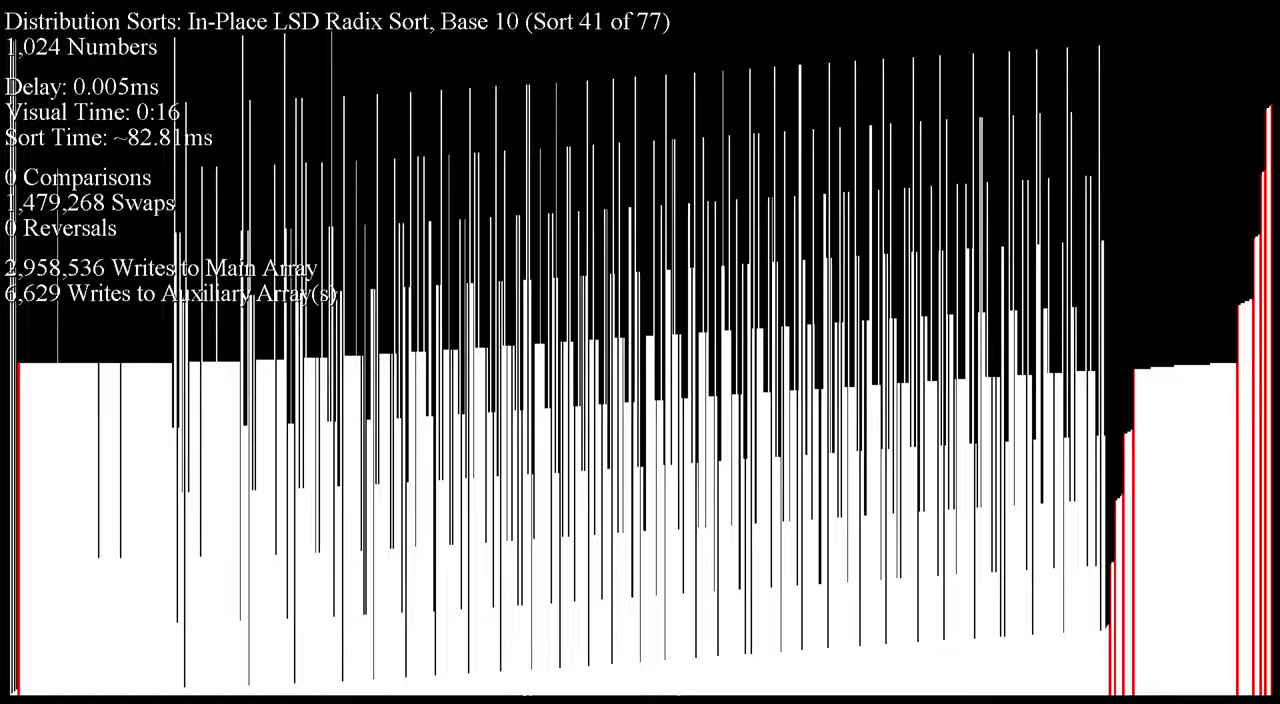 Distribution Sorts: In-Place LSD Radix Sort, Base 10 (Sort 41 of 77)
1,024 Numbers
Delay: 0.005ms
Visual Time: 0:16
Sort Time: ~82.81ms
0 Comparisons
1,479,268 Swaps
0 Reversals
2,958,536 Writes to Main Array
6,629 Writes to Auxiliary Array(s)